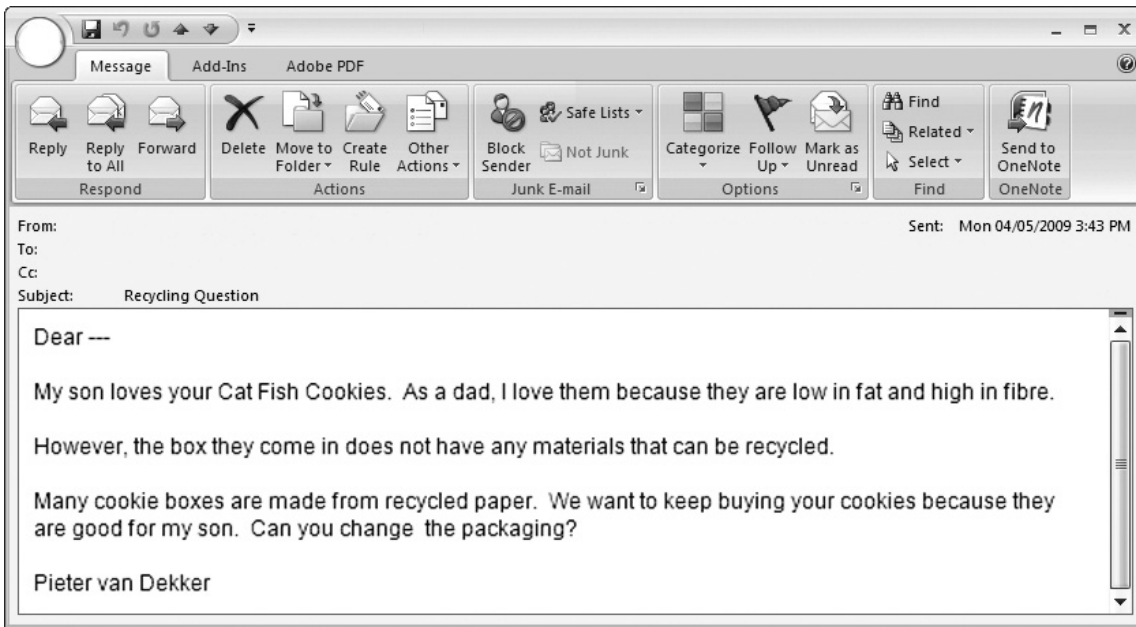 Message Add-Ins Adobe PDF
Reply Reply to All Forward
Respond
Delete Move to Folder Create Rule Other Actions
Actions
Block Sender Safe Lists Not Junk
Junk E-mail
Categorize Follow Up Mark as Unread
Options
Find Related Select
Find
Send to OneNote
OneNote
From: Sent: Mon 04/05/2009 3:43 PM
To:
Cc:
Subject: Recycling Question
Dear ---
My son loves your Cat Fish Cookies. As a dad, I love them because they are low in fat and high in fibre.
However, the box they come in does not have any materials that can be recycled.
Many cookie boxes are made from recycled paper. We want to keep buying your cookies because they
are good for my son. Can you change the packaging?
Pieter van Dekker